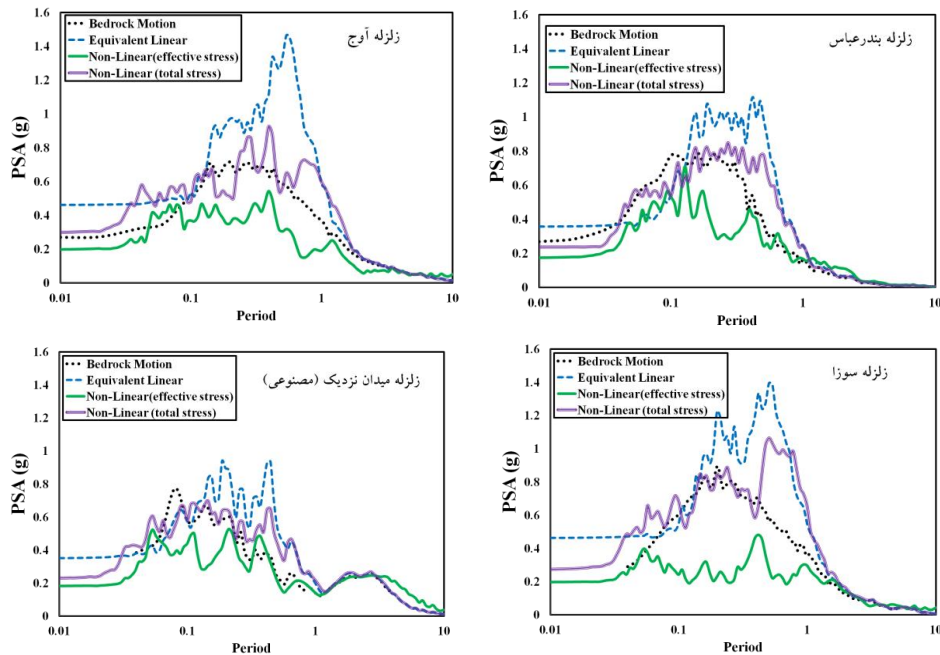 زلزله آوج
Bedrock Motion
Equivalent Linear
Non-Linear(effective stress)
Non-Linear (total stress)
PSA (g)
1.6
1.4
1.2
1
0.8
0.6
0.4
0.2
0
0.01
0.1
1
10
Period
زلزله بندرعباس
Bedrock Motion
Equivalent Linear
Non-Linear(effective stress)
Non-Linear (total stress)
PSA (g)
1.6
1.4
1.2
1
0.8
0.6
0.4
0.2
0
0.01
0.1
1
10
Period
زلزله میدان نزدیک (مصنوعی)
Bedrock Motion
Equivalent Linear
Non-Linear(effective stress)
Non-Linear (total stress)
PSA (g)
1.6
1.4
1.2
1
0.8
0.6
0.4
0.2
0
0.01
0.1
1
10
Period
زلزله سوزا
Bedrock Motion
Equivalent Linear
Non-Linear(effective stress)
Non-Linear (total stress)
PSA (g)
1.6
1.4
1.2
1
0.8
0.6
0.4
0.2
0
0.01
0.1
1
10
Period